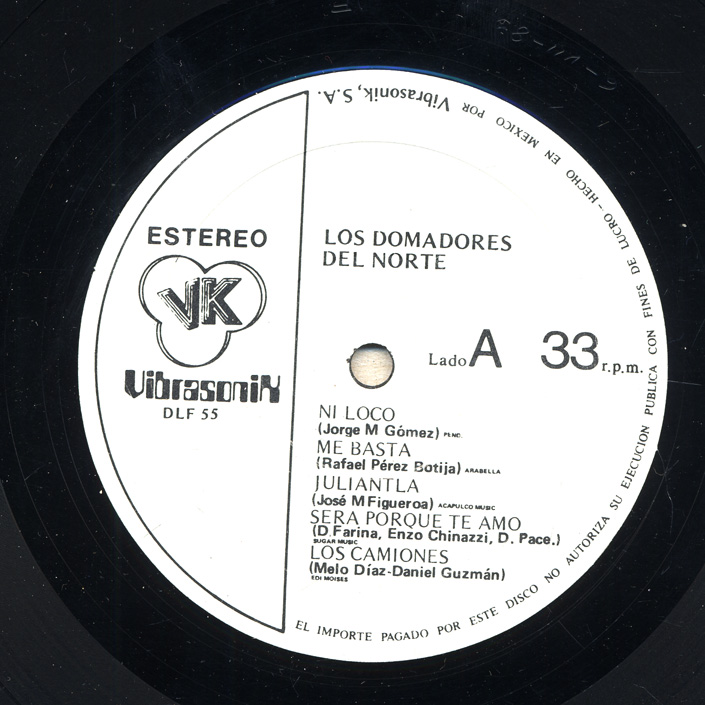 ESTEREO
VK
Vibrasonik
DLF 55
LOS DOMADORES
DEL NORTE
Lado A 33 r.p.m.
NI LOCO
(Jorge M Gómez) PEND.
ME BASTA
(Rafael Pérez Botija) ARABELLA
JULIANTLA
(José M Figueroa) ACAPULCO MUSIC
SERA PORQUE TE AMO
(D. Farina, Enzo Chinazzi, D. Pace.)
SUGAR MUSIC
LOS CAMIONES
(Melo Díaz-Daniel Guzmán)
EDI MOISES
EL IMPORTE PAGADO POR ESTE DISCO NO AUTORIZA SU EJECUCION PUBLICA CON FINES DE LUCRO - HECHO EN MEXICO POR Vibrasonik, S.A.